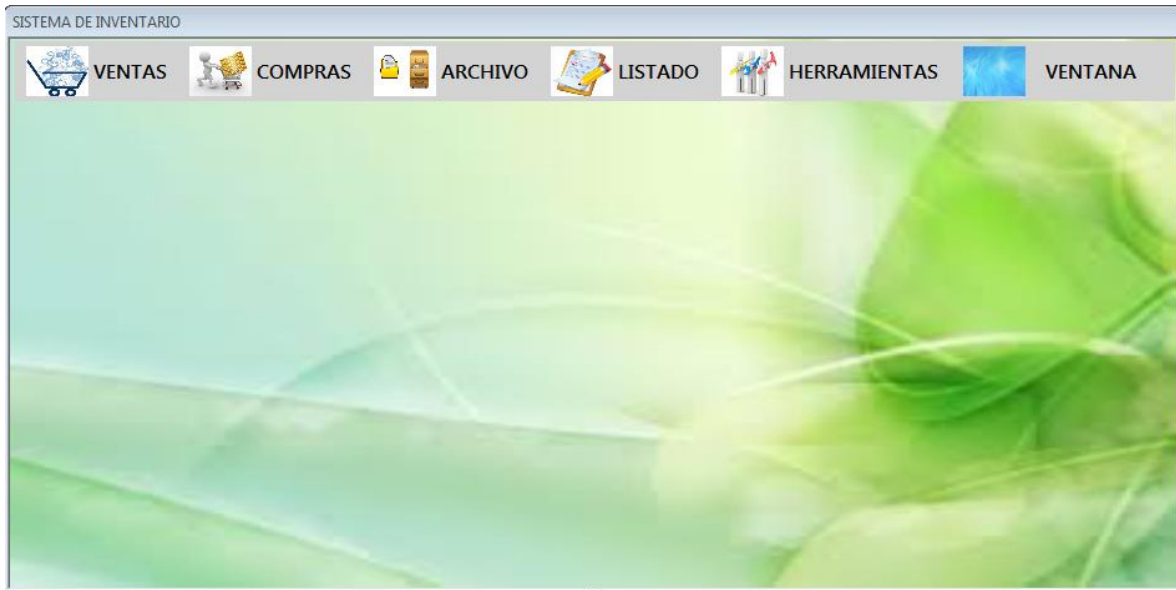 SISTEMA DE INVENTARIO
VENTAS COMPRAS ARCHIVO LISTADO HERRAMIENTAS VENTANA